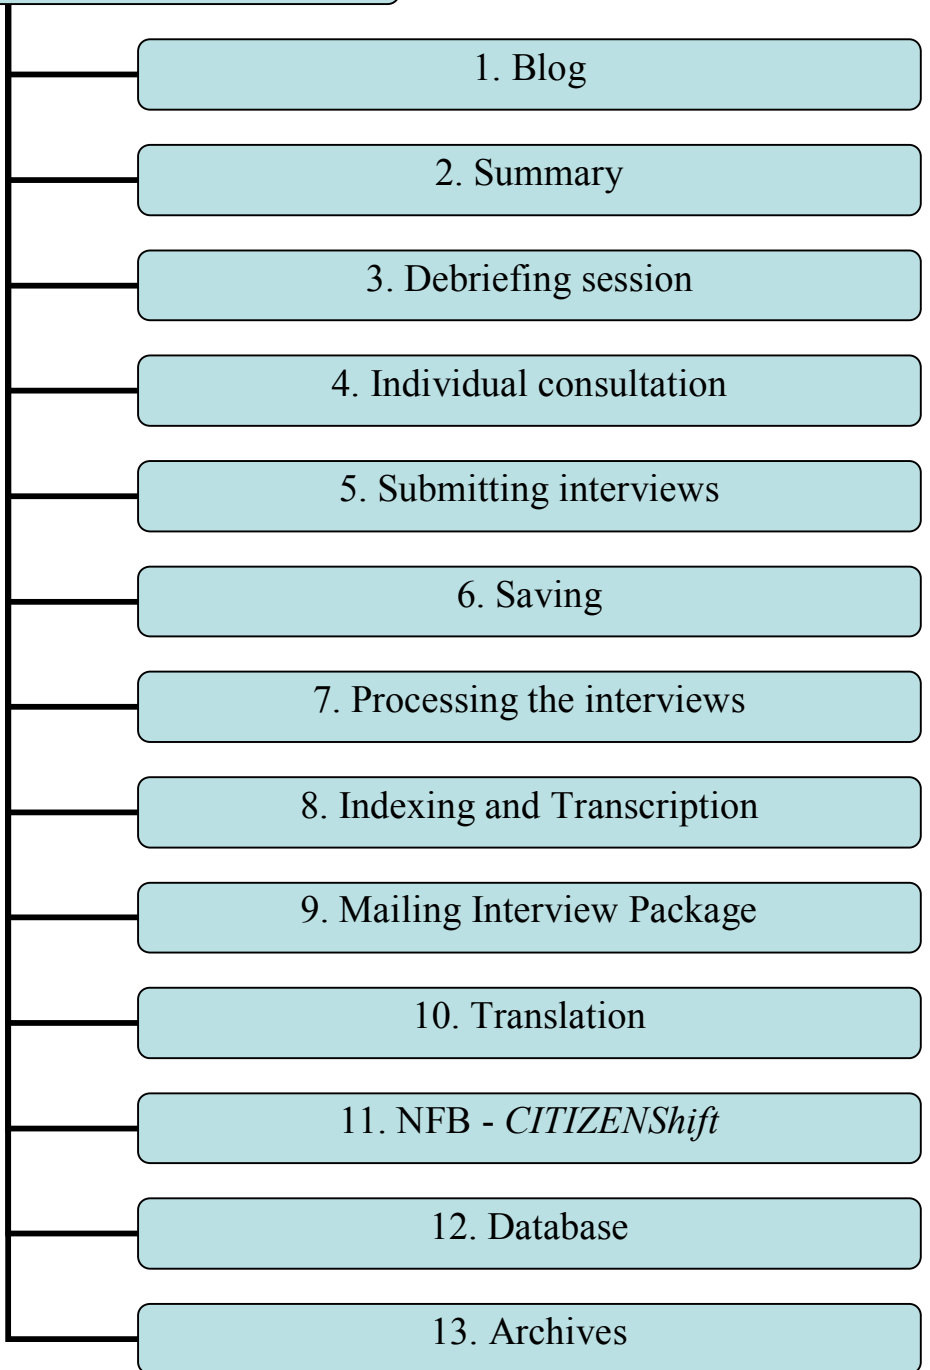 1. Blog
2. Summary
3. Debriefing session
4. Individual consultation
5. Submitting interviews
6. Saving
7. Processing the interviews
8. Indexing and Transcription
9. Mailing Interview Package
10. Translation
11. NFB - CITIZENShift
12. Database
13. Archives